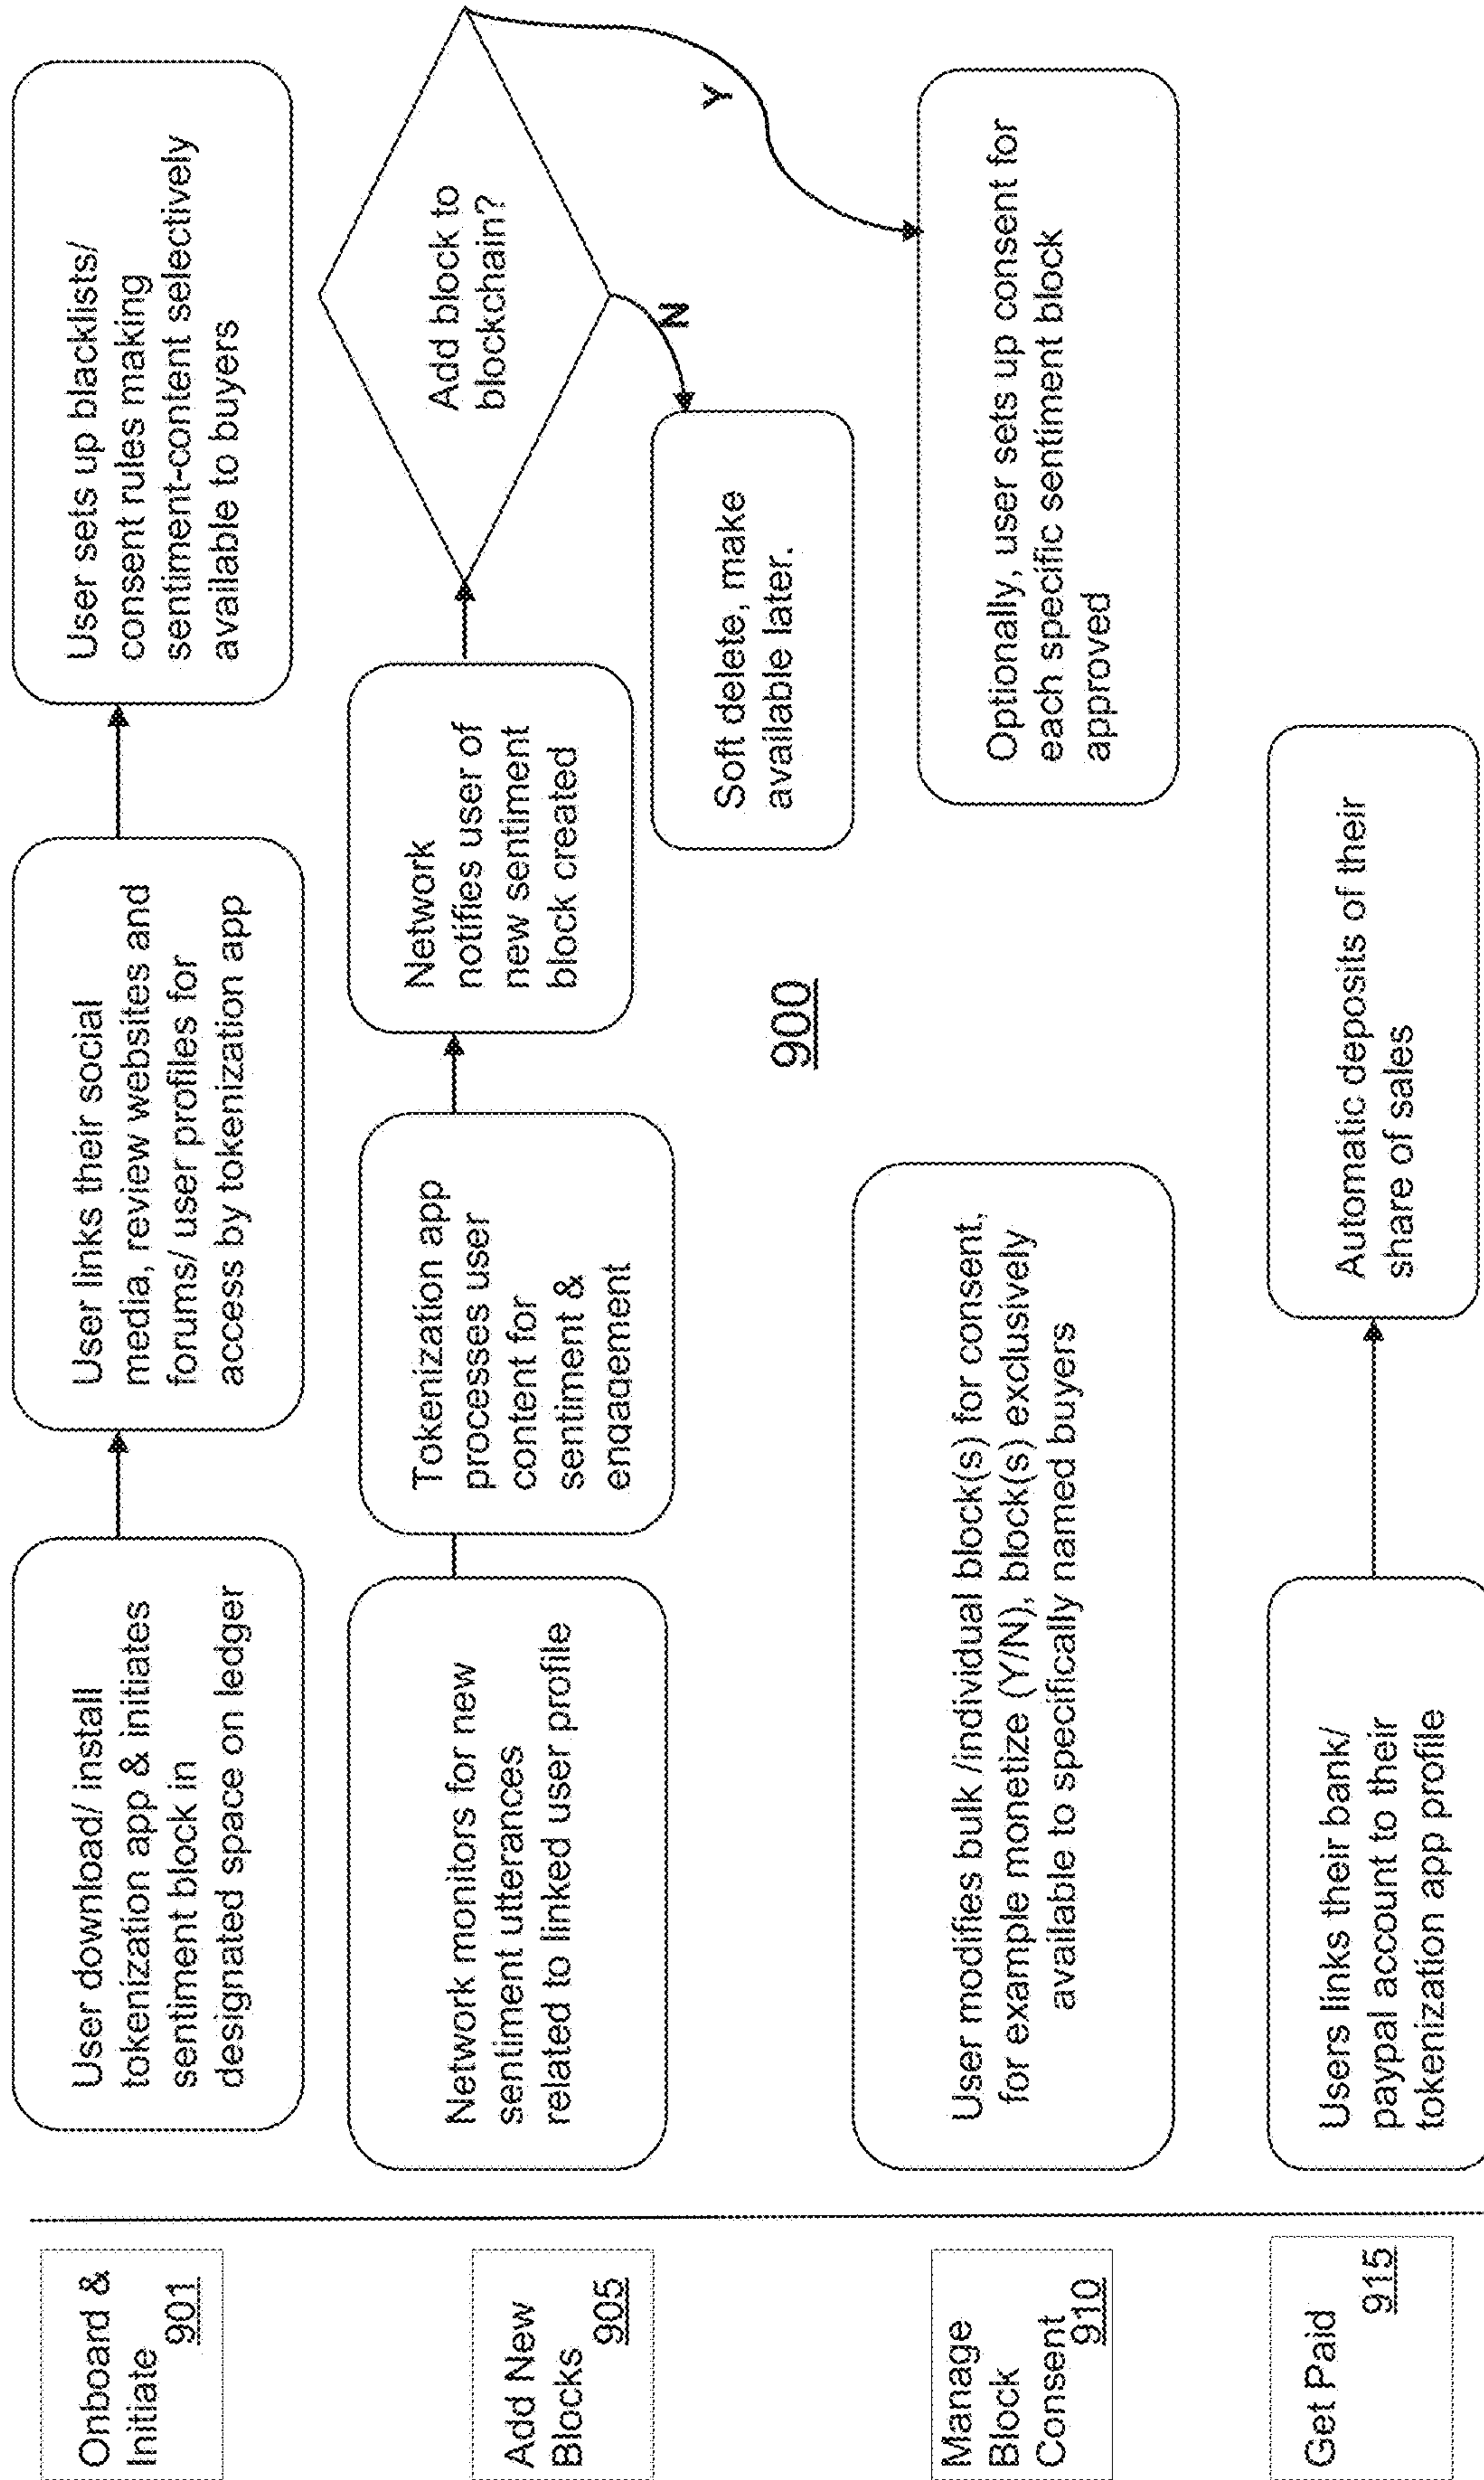 Onboard &
Initiate
901
User download/ install
tokenization app & initiates
sentiment block in
designated space on ledger
User links their social
media, review websites and
forums/ user profiles for
access by tokenization app
User sets up blacklists/
consent rules making
sentiment-content selectively
available to buyers
Add New
Blocks
905
Network monitors for new
sentiment utterances
related to linked user profile
Tokenization app
processes user
content for
sentiment &
engagement
Network
notifies user of
new sentiment
block created
Add block to
blockchain?
N
Y
Soft delete, make
available later.
900
Manage
Block
Consent
910
User modifies bulk /individual block(s) for consent,
for example monetize (Y/N), block(s) exclusively
available to specifically named buyers
Optionally, user sets up consent for
each specific sentiment block
approved
Get Paid
915
Users links their bank/
paypal account to their
tokenization app profile
Automatic deposits of their
share of sales